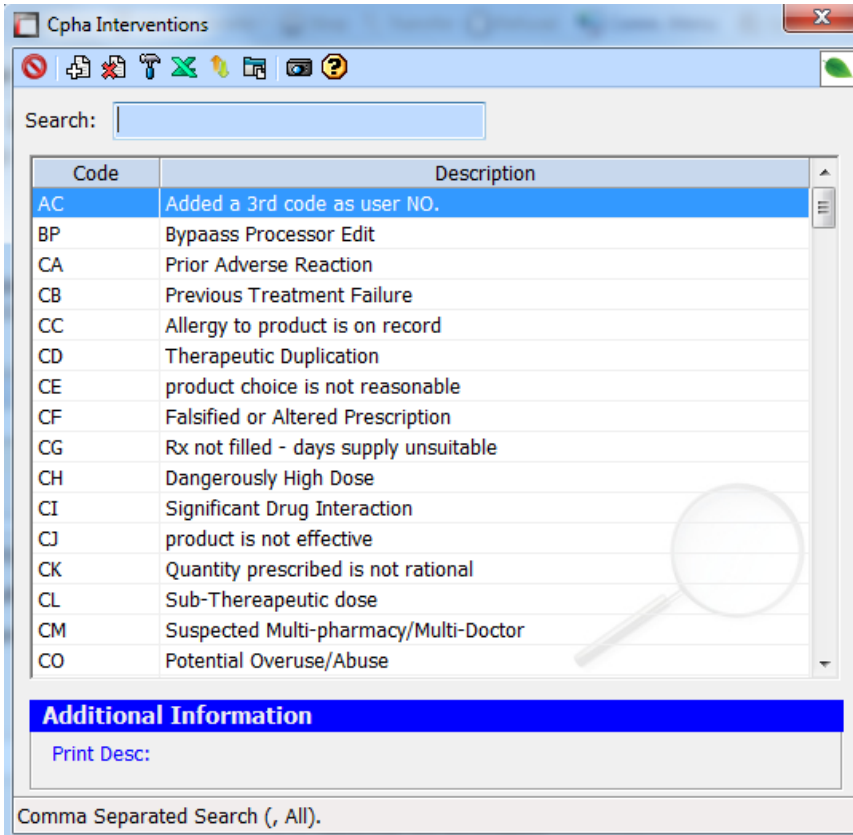 Cpha Interventions
Search:
Code Description
AC Added a 3rd code as user NO.
BP Bypaass Processor Edit
CA Prior Adverse Reaction
CB Previous Treatment Failure
CC Allergy to product is on record
CD Therapeutic Duplication
CE product choice is not reasonable
CF Falsified or Altered Prescription
CG Rx not filled - days supply unsuitable
CH Dangerously High Dose
CI Significant Drug Interaction
CJ product is not effective
CK Quantity prescribed is not rational
CL Sub-Thereapeutic dose
CM Suspected Multi-pharmacy/Multi-Doctor
CO Potential Overuse/Abuse
Additional Information
Print Desc:
Comma Separated Search (, All).